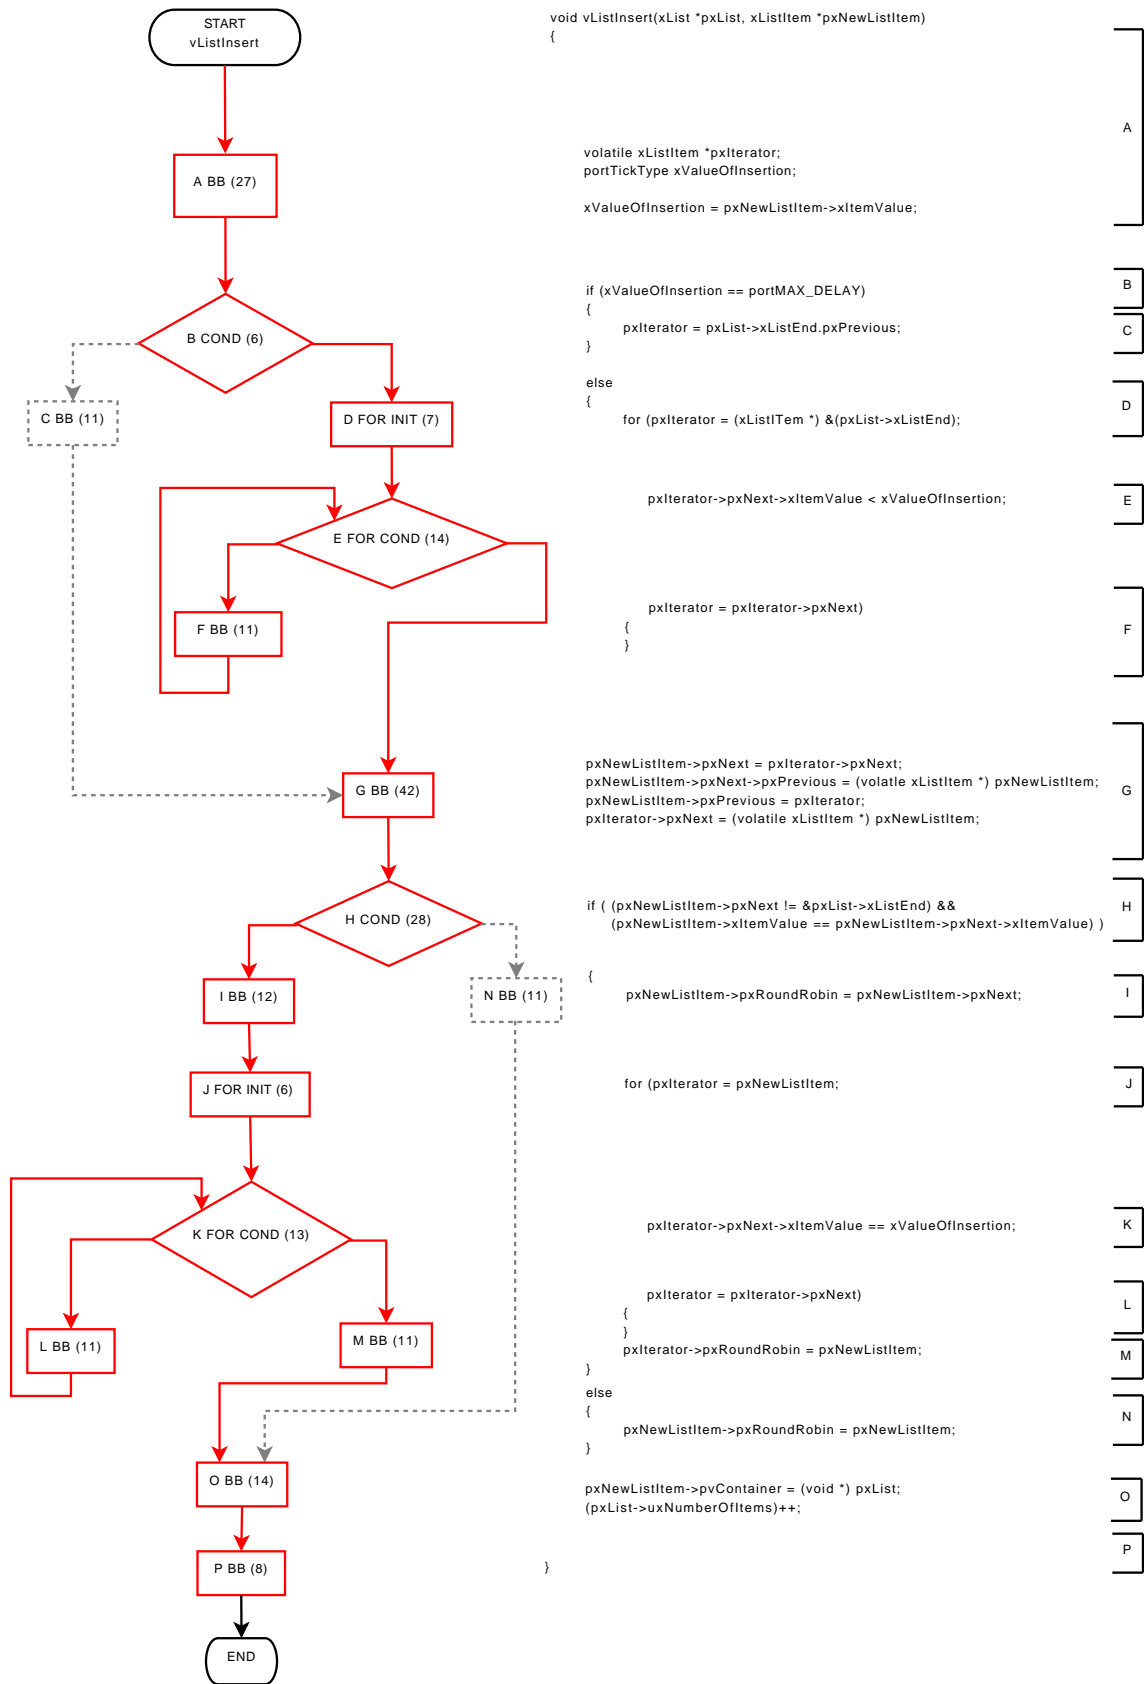 START
vListInsert
A BB (27)
B COND (6)
C BB (11)
D FOR INIT (7)
E FOR COND (14)
F BB (11)
G BB (42)
H COND (28)
I BB (12)
N BB (11)
J FOR INIT (6)
K FOR COND (13)
L BB (11)
M BB (11)
O BB (14)
P BB (8)
END
void vListInsert(xList *pxList, xListItem *pxNewListItem)
{
volatile xListItem *pxIterator;
portTickType xValueOfInsertion;
xValueOfInsertion = pxNewListItem->xItemValue;
A
if (xValueOfInsertion == portMAX_DELAY)
B
{
pxIterator = pxList->xListEnd.pxPrevious;
}
C
else
{
for (pxIterator = (xListITem *) &(pxList->xListEnd);
D
pxIterator->pxNext->xItemValue < xValueOfInsertion;
E
pxIterator = pxIterator->pxNext)
{
}
F
pxNewListItem->pxNext = pxIterator->pxNext;
pxNewListItem->pxNext->pxPrevious = (volatle xListItem *) pxNewListItem;
pxNewListItem->pxPrevious = pxIterator;
pxIterator->pxNext = (volatile xListItem *) pxNewListItem;
G
if ( (pxNewListItem->pxNext != &pxList->xListEnd) &&
(pxNewListItem->xItemValue == pxNewListItem->pxNext->xItemValue) )
H
{
pxNewListItem->pxRoundRobin = pxNewListItem->pxNext;
I
for (pxIterator = pxNewListItem;
J
pxIterator->pxNext->xItemValue == xValueOfInsertion;
K
pxIterator = pxIterator->pxNext)
{
}
L
pxIterator->pxRoundRobin = pxNewListItem;
}
M
else
{
pxNewListItem->pxRoundRobin = pxNewListItem;
}
N
pxNewListItem->pvContainer = (void *) pxList;
(pxList->uxNumberOfItems)++;
O
}
P